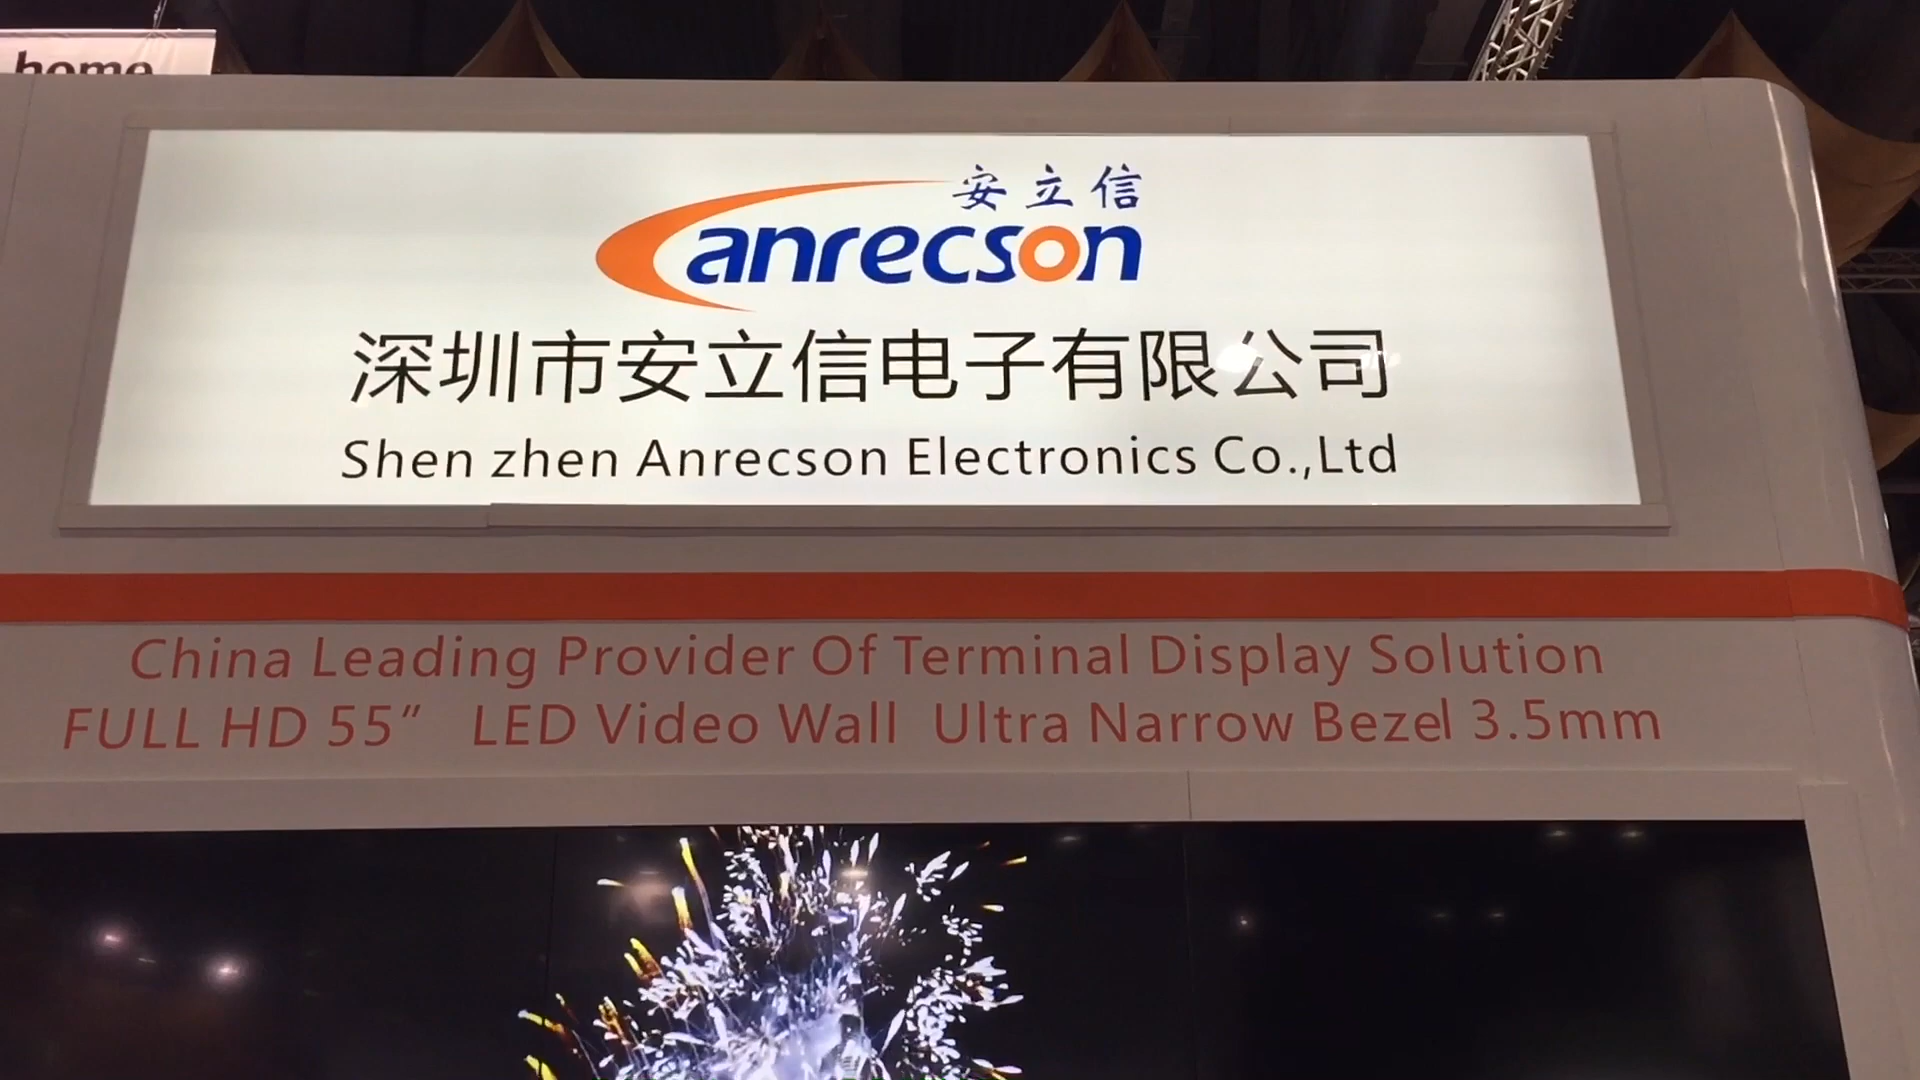 home
安立信
anrecson
深圳市安立信电子有限公司
Shen zhen Anrecson Electronics Co.,Ltd
China Leading Provider Of Terminal Display Solution
FULL HD 55″ LED Video Wall Ultra Narrow Bezel 3.5mm